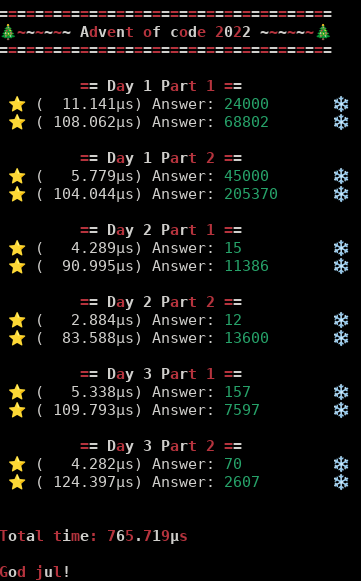 =====================================
🎄~~~~~~ Advent of code 2022 ~~~~~~🎄
=====================================
== Day 1 Part 1 ==
⭐ (  11.141µs) Answer: 24000 ❄
⭐ ( 108.062µs) Answer: 68802 ❄
== Day 1 Part 2 ==
⭐ (   5.779µs) Answer: 45000 ❄
⭐ ( 104.044µs) Answer: 205370 ❄
== Day 2 Part 1 ==
⭐ (   4.289µs) Answer: 15 ❄
⭐ (  90.995µs) Answer: 11386 ❄
== Day 2 Part 2 ==
⭐ (   2.884µs) Answer: 12 ❄
⭐ (  83.588µs) Answer: 13600 ❄
== Day 3 Part 1 ==
⭐ (   5.338µs) Answer: 157 ❄
⭐ ( 109.793µs) Answer: 7597 ❄
== Day 3 Part 2 ==
⭐ (   4.282µs) Answer: 70 ❄
⭐ ( 124.397µs) Answer: 2607 ❄
Total time: 765.719µs
God jul!